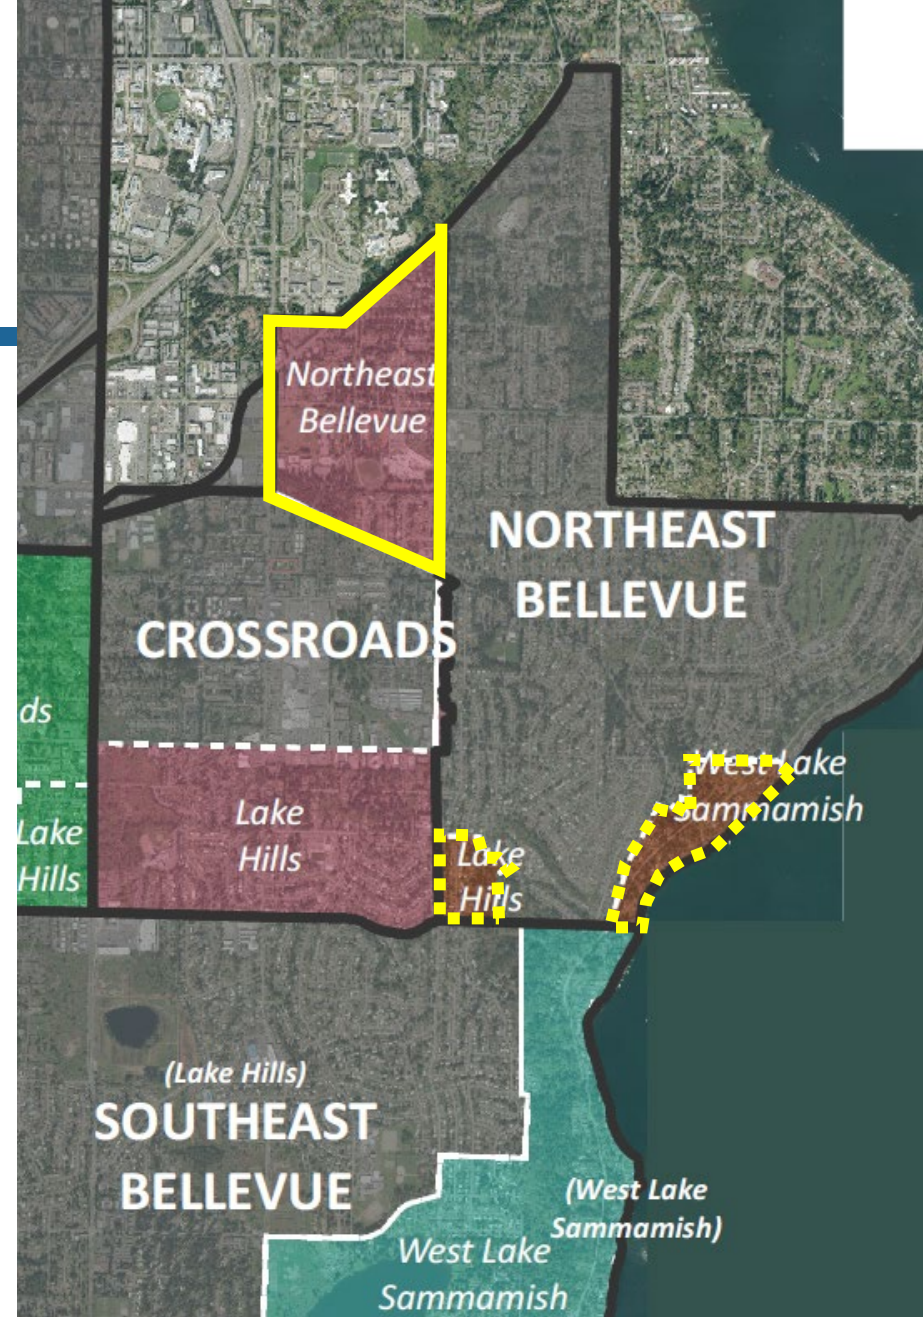 Northeast
Bellevue
NORTHEAST
BELLEVUE
CROSSROADS
ds
West Lake
Sammamish
Lake
Hills
Lake
Hills
Lake
Hills
(Lake Hills)
SOUTHEAST
BELLEVUE
(West Lake
Sammamish)
West Lake
Sammamish